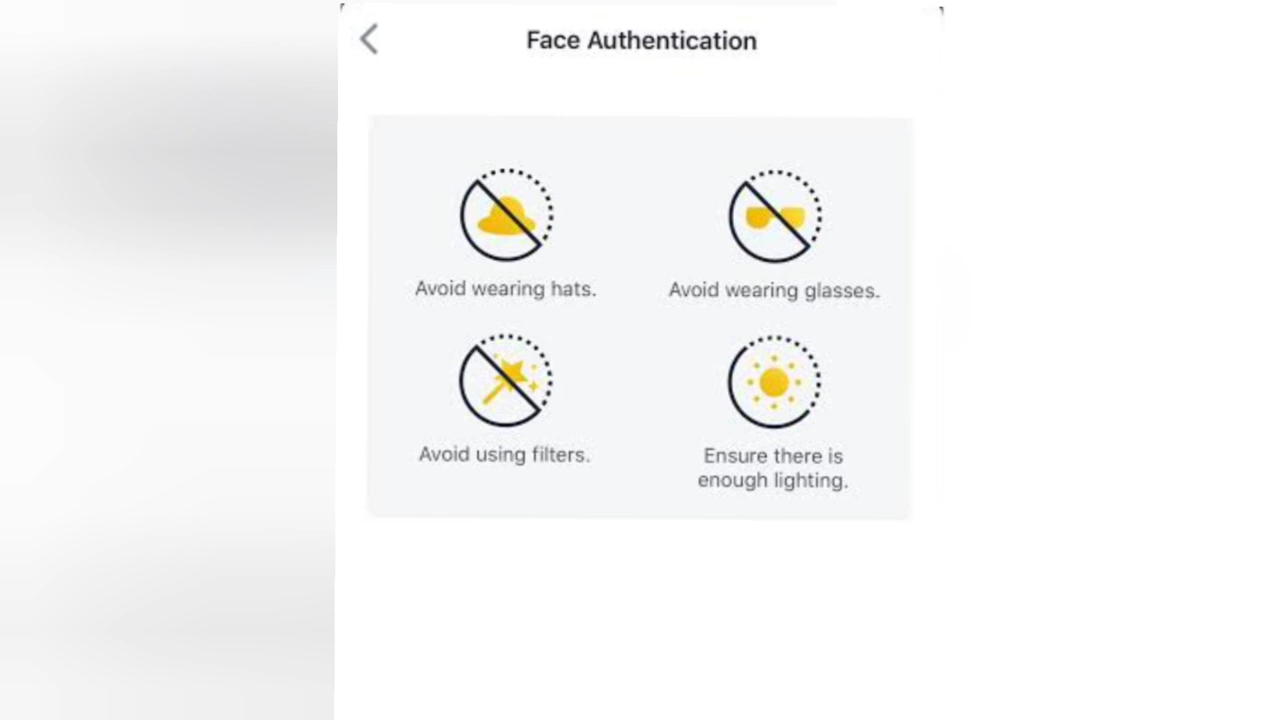 Face Authentication
Avoid wearing hats.
Avoid wearing glasses.
Avoid using filters.
Ensure there is
enough lighting.